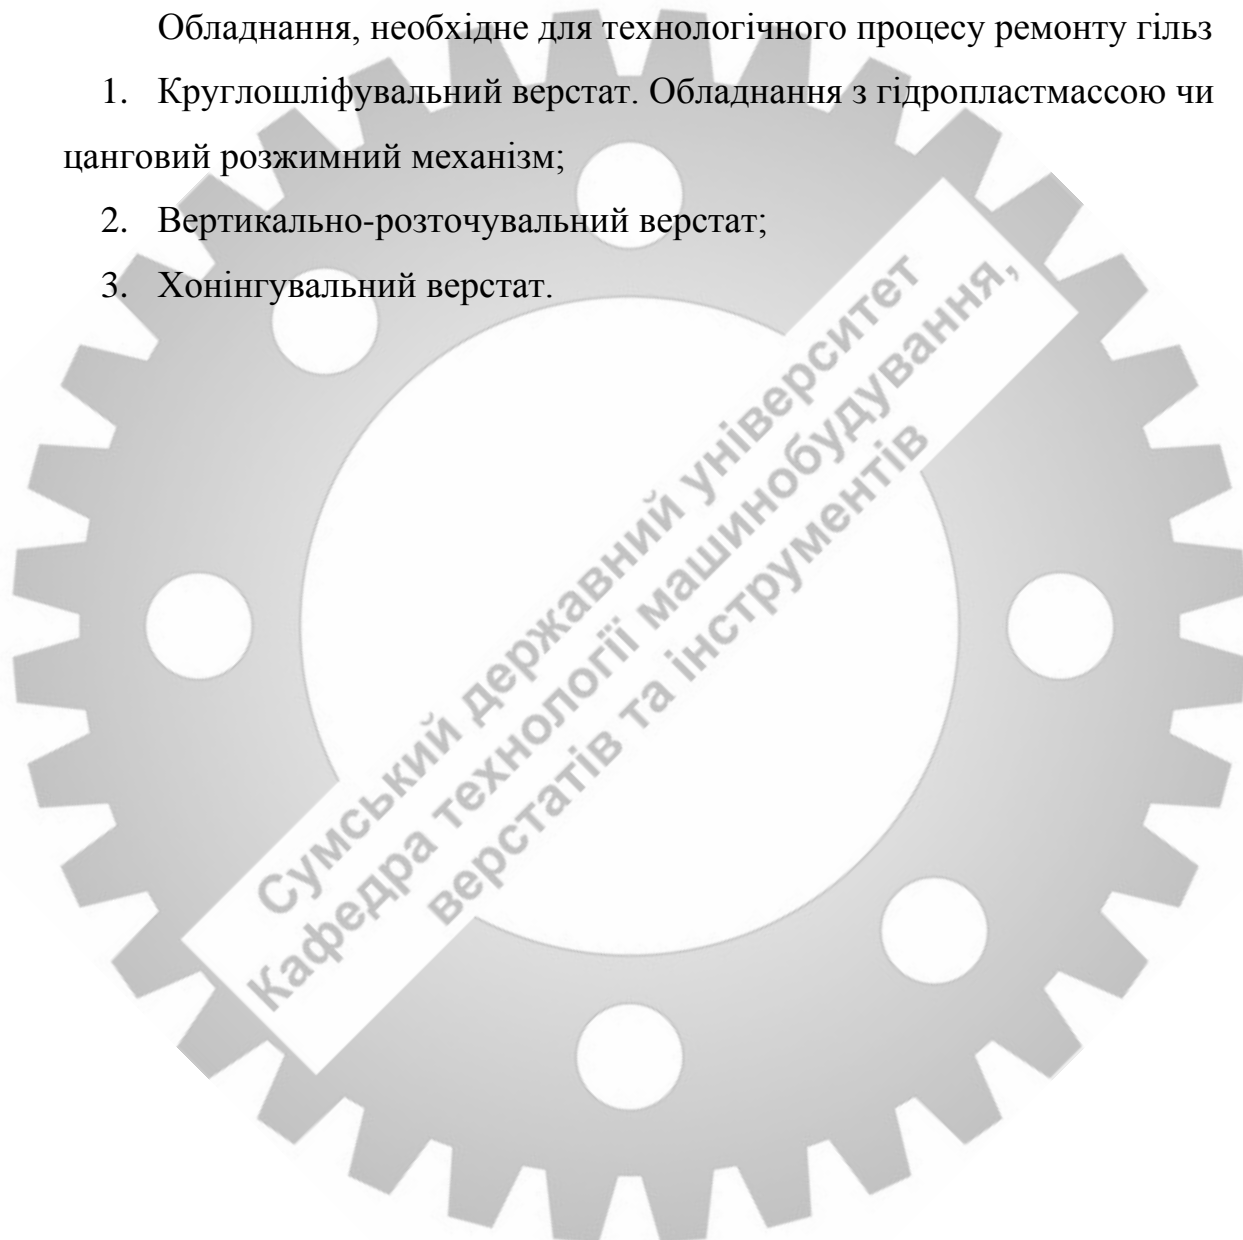 Обладнання, необхідне для технологічного процесу ремонту гільз
1. Круглошліфувальний верстат. Обладнання з гідропластмассою чи
цанговий розжимний механізм;
2. Вертикально-розточувальний верстат;
3. Хонінгувальний верстат.
Сумський державний університет
Кафедра технології машинобудування,
верстатів та інструментів